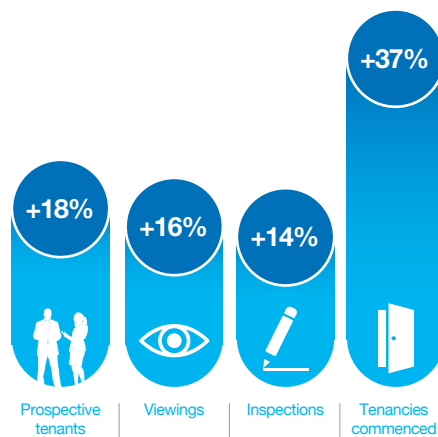 +37%
+18%
+16%
+14%
Prospective
tenants
Viewings
Inspections
Tenancies
commenced